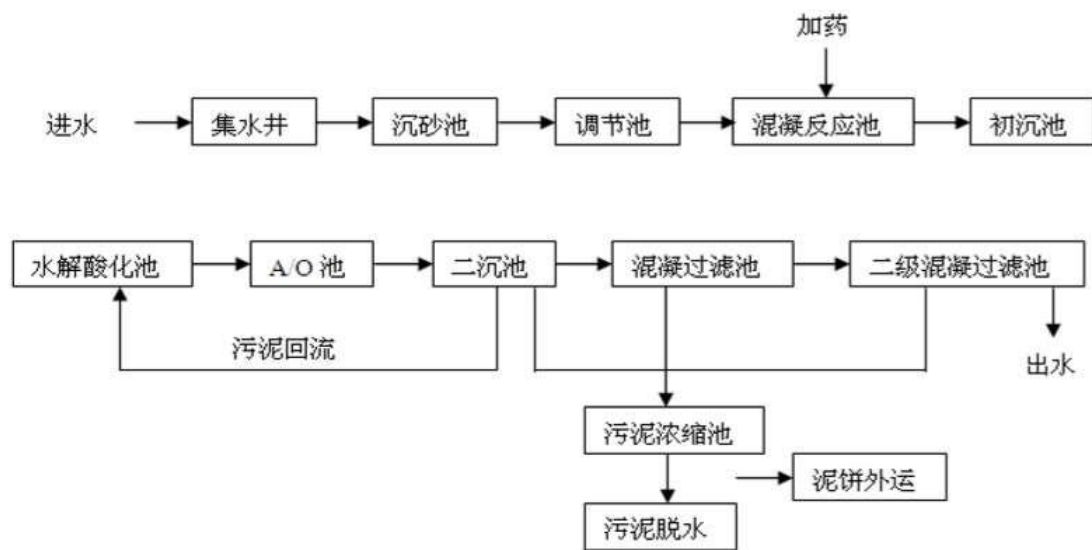 加药
进水
集水井
沉砂池
调节池
混凝反应池
初沉池
水解酸化池
A/O 池
二沉池
混凝过滤池
二级混凝过滤池
污泥回流
出水
污泥浓缩池
泥饼外运
污泥脱水